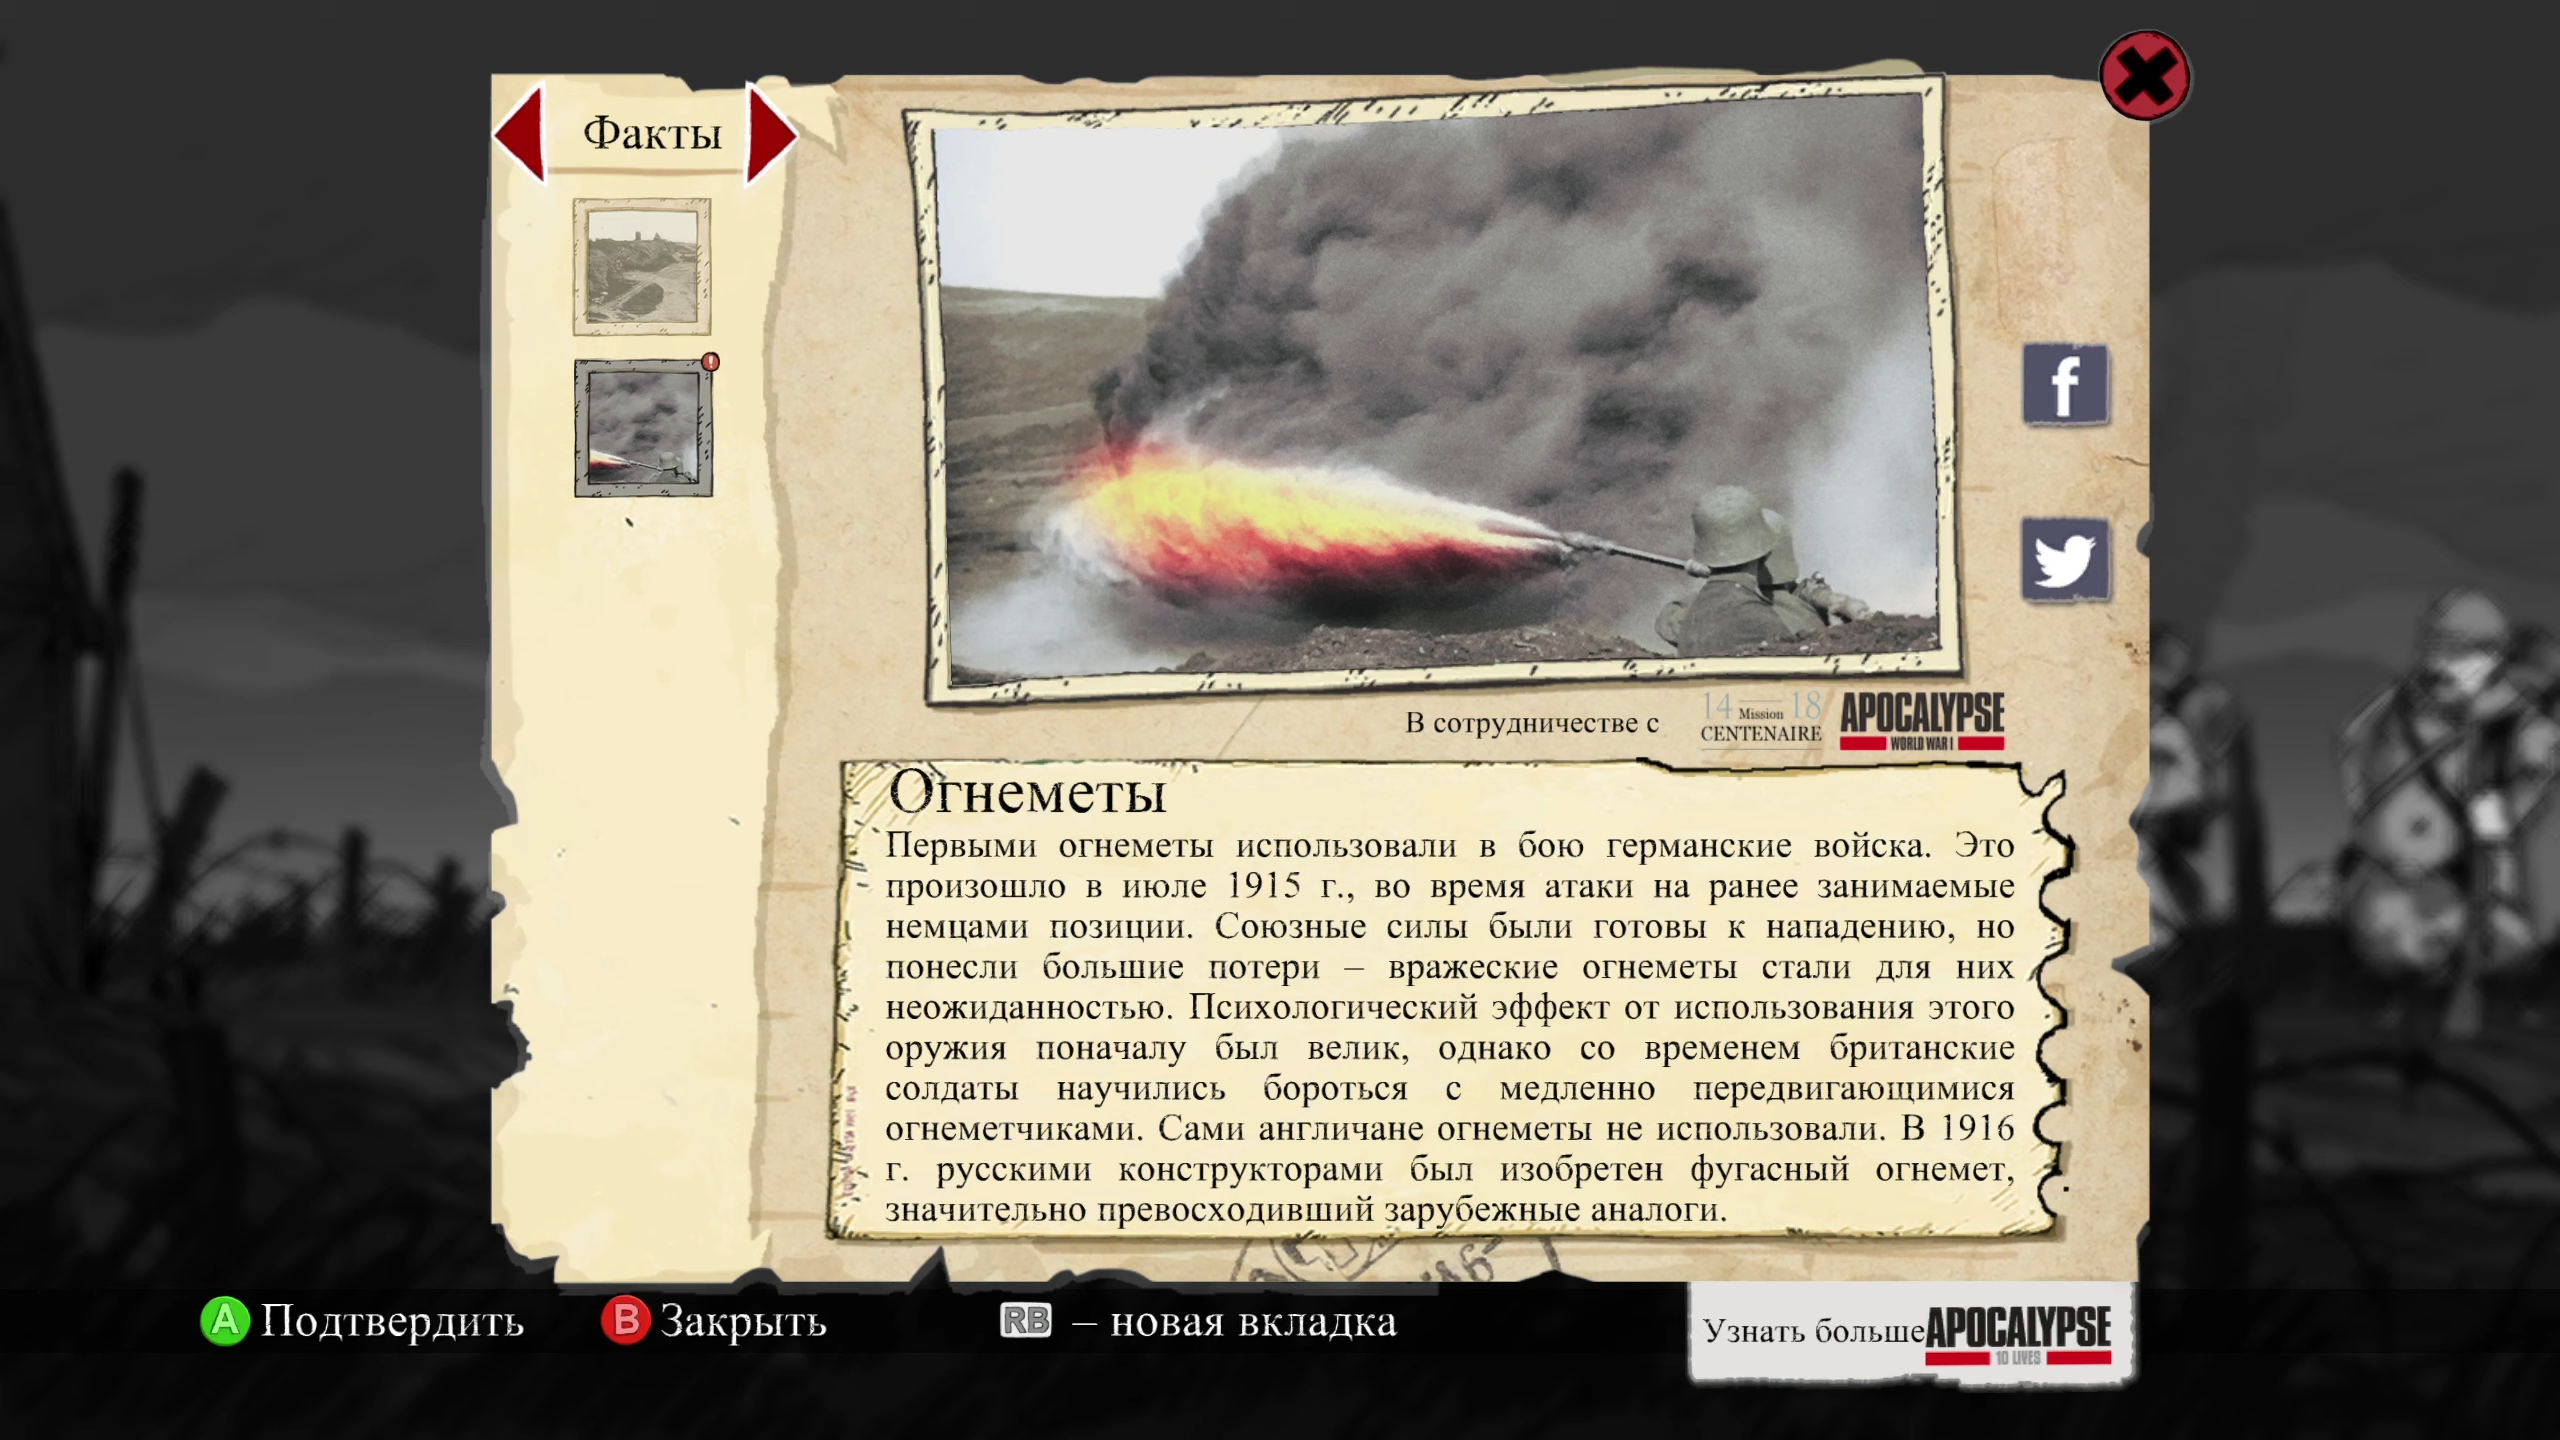 Факты
В сотрудничестве с
14 — 18
Mission
CENTENAIRE
APOCALYPSE
WORLD WAR I
Огнеметы
Первыми огнеметы использовали в бою германские войска. Это
произошло в июле 1915 г., во время атаки на ранее занимаемые
немцами позиции. Союзные силы были готовы к нападению, но
понесли большие потери – вражеские огнеметы стали для них
неожиданностью. Психологический эффект от использования этого
оружия поначалу был велик, однако со временем британские
солдаты научились бороться с медленно передвигающимися
огнеметчиками. Сами англичане огнеметы не использовали. В 1916
г. русскими конструкторами был изобретен фугасный огнемет,
значительно превосходивший зарубежные аналоги.
A Подтвердить
B Закрыть
RB – новая вкладка
Узнать больше APOCALYPSE
10 LIVES